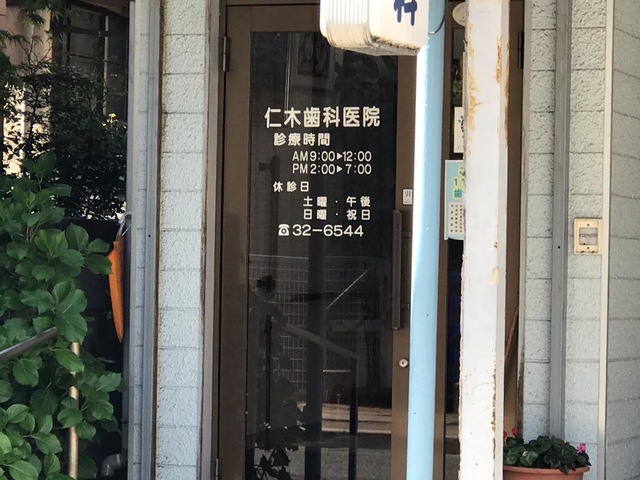 科
仁木歯科医院
診療時間
AM9:00▶12:00
PM2:00▶7:00
休診日
土曜・午後
日曜・祝日
☎32-6544